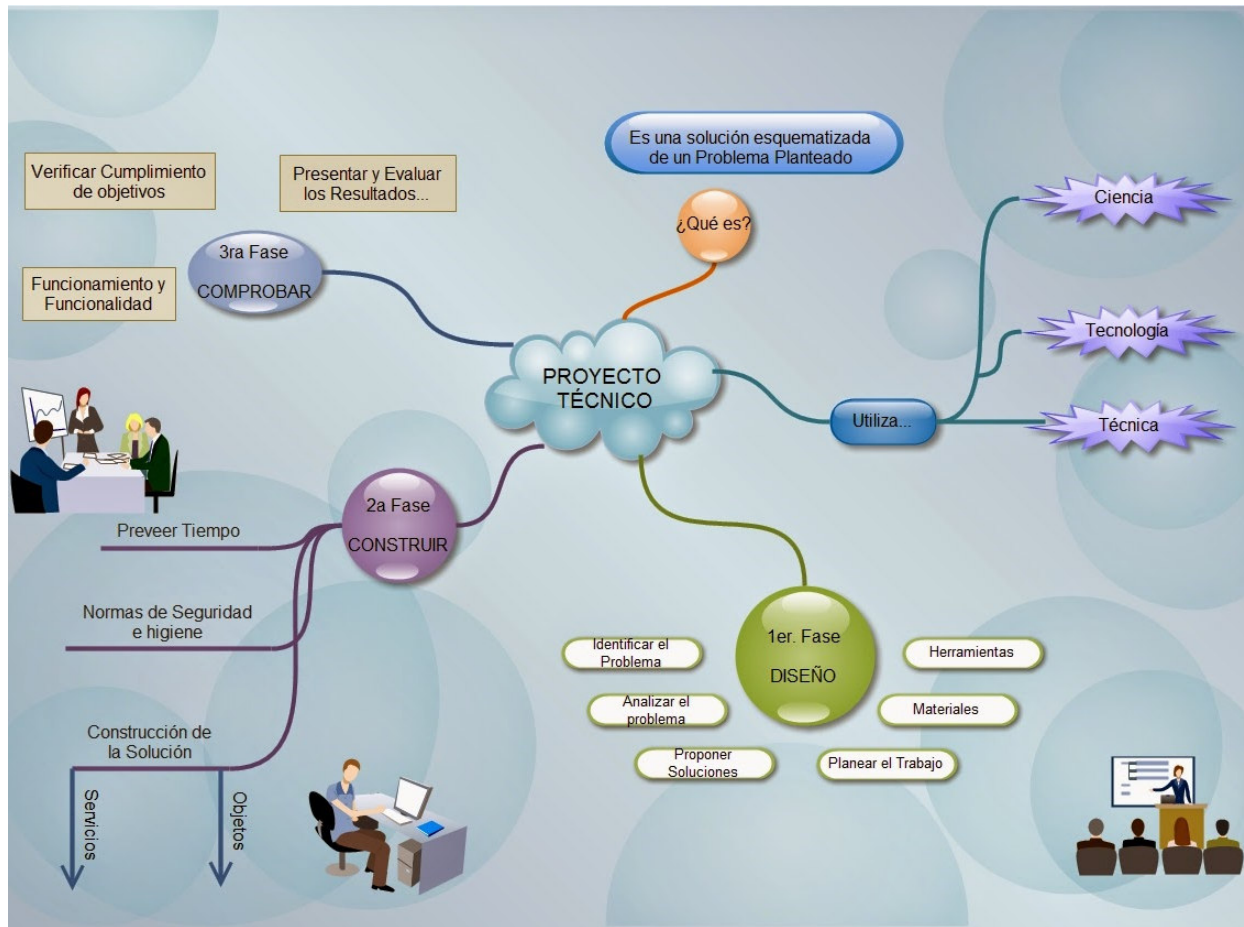 Es una solución esquematizada
de un Problema Planteado
¿Qué es?
Verificar Cumplimiento
de objetivos
Presentar y Evaluar
los Resultados...
3ra Fase
COMPROBAR
Funcionamiento y
Funcionalidad
PROYECTO
TÉCNICO
Utiliza...
Ciencia
Tecnología
Técnica
2a Fase
CONSTRUIR
Preveer Tiempo
Normas de Seguridad
e higiene
Construcción de
la Solución
Servicios
Objetos
1er. Fase
DISEÑO
Identificar el
Problema
Analizar el
problema
Proponer
Soluciones
Herramientas
Materiales
Planear el Trabajo